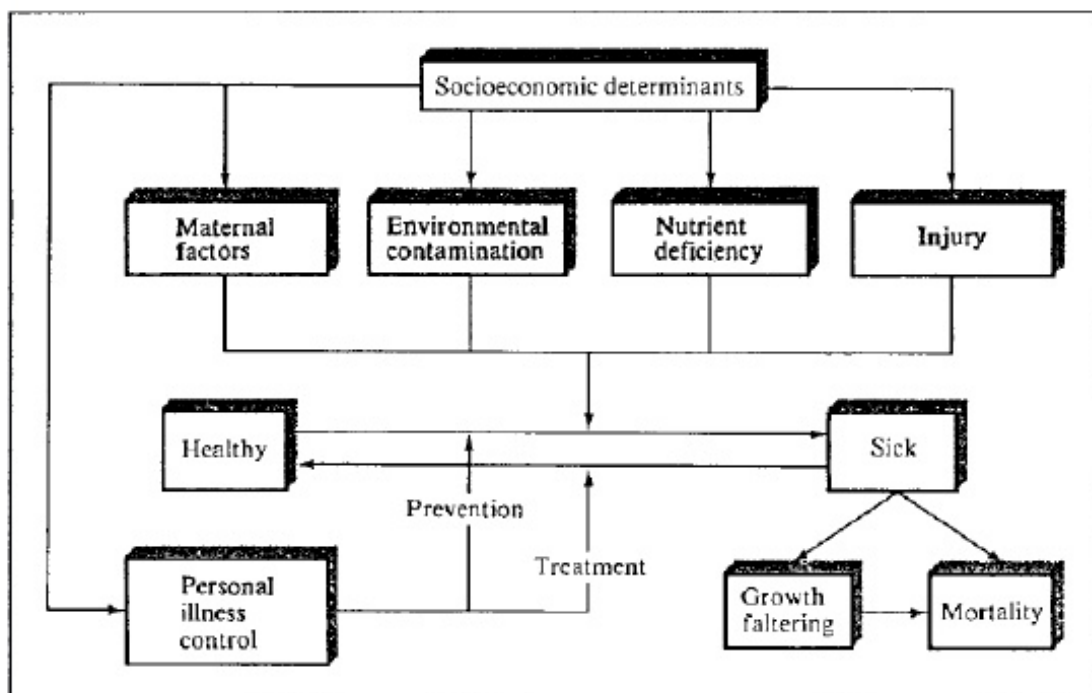 Socioeconomic determinants
Maternal
factors
Environmental
contamination
Nutrient
deficiency
Injury
Healthy
Sick
Prevention
Treatment
Personal
illness
control
Growth
faltering
Mortality